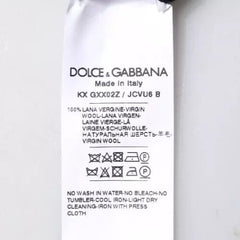 DOLCE & GABBANA
Made in Italy
KX GXX02Z / JCVU6 B
100% LANA VERGINE-VIRGIN
WOOL-LANA VIRGEN-
LAINE VIERGE-LÃ
VIRGEM-SCHURWOLLE-
НАТУРАЛЬНАЯ ШЕРСТЬ-羊毛-
VIRGIN WOOL
NO WASH IN WATER-NO BLEACH-NO
TUMBLER-COOL IRON-LIGHT DRY
CLEANING-IRON WITH PRESS
CLOTH